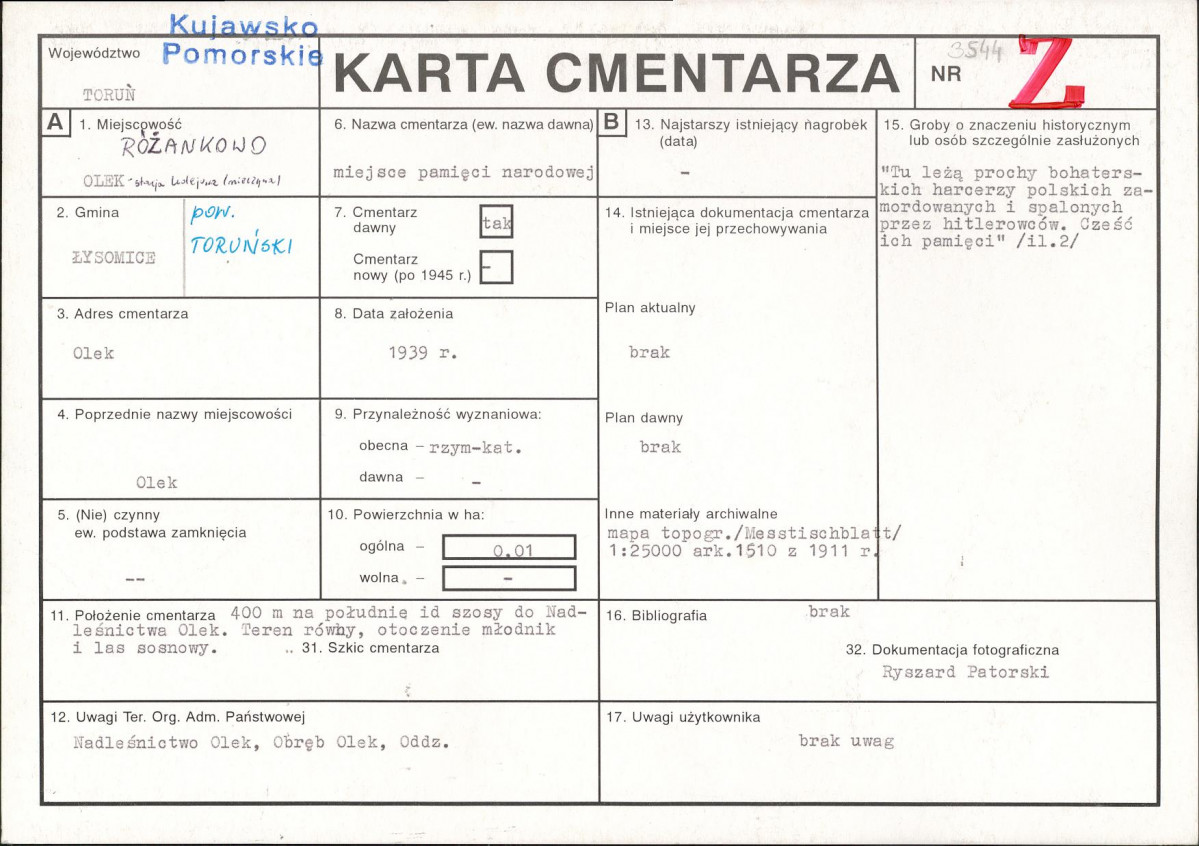 Kujawsko
Pomorskie
Województwo
TORUŃ
KARTA CMENTARZA
NR 3544 Z
A 1. Miejscowość
RÓŻANKOWO
OLEK - stacja kolejowa
2. Gmina
ŁYSOMICE
pow.
TORUŃSKI
3. Adres cmentarza
Olek
4. Poprzednie nazwy miejscowości
Olek
5. (Nie) czynny
ew. podstawa zamknięcia
--
6. Nazwa cmentarza (ew. nazwa dawna)
miejsce pamięci narodowej
7. Cmentarz
dawny
tak
Cmentarz
nowy (po 1945 r.)
-
8. Data założenia
1939 r.
9. Przynależność wyznaniowa:
obecna – rzym-kat.
dawna – -
10. Powierzchnia w ha:
ogólna – 0.01
wolna – -
B 13. Najstarszy istniejący nagrobek
(data)
-
14. Istniejąca dokumentacja cmentarza
i miejsce jej przechowywania
Plan aktualny
brak
Plan dawny
brak
Inne materiały archiwalne
mapa topogr./Messtischblatt/
1:25000 ark.1510 z 1911 r.
15. Groby o znaczeniu historycznym
lub osób szczególnie zasłużonych
"Tu leżą prochy bohaters-
kich harcerzy polskich za-
mordowanych i spalonych
przez hitlerowców. Cześć
ich pamięci" /il.2/
11. Położenie cmentarza 400 m na południe id szosy do Nad-
leśnictwa Olek. Teren równy, otoczenie młodnik
i las sosnowy.
31. Szkic cmentarza
16. Bibliografia
brak
32. Dokumentacja fotograficzna
Ryszard Patorski
12. Uwagi Ter. Org. Adm. Państwowej
Nadleśnictwo Olek, Obręb Olek, Oddz.
17. Uwagi użytkownika
brak uwag